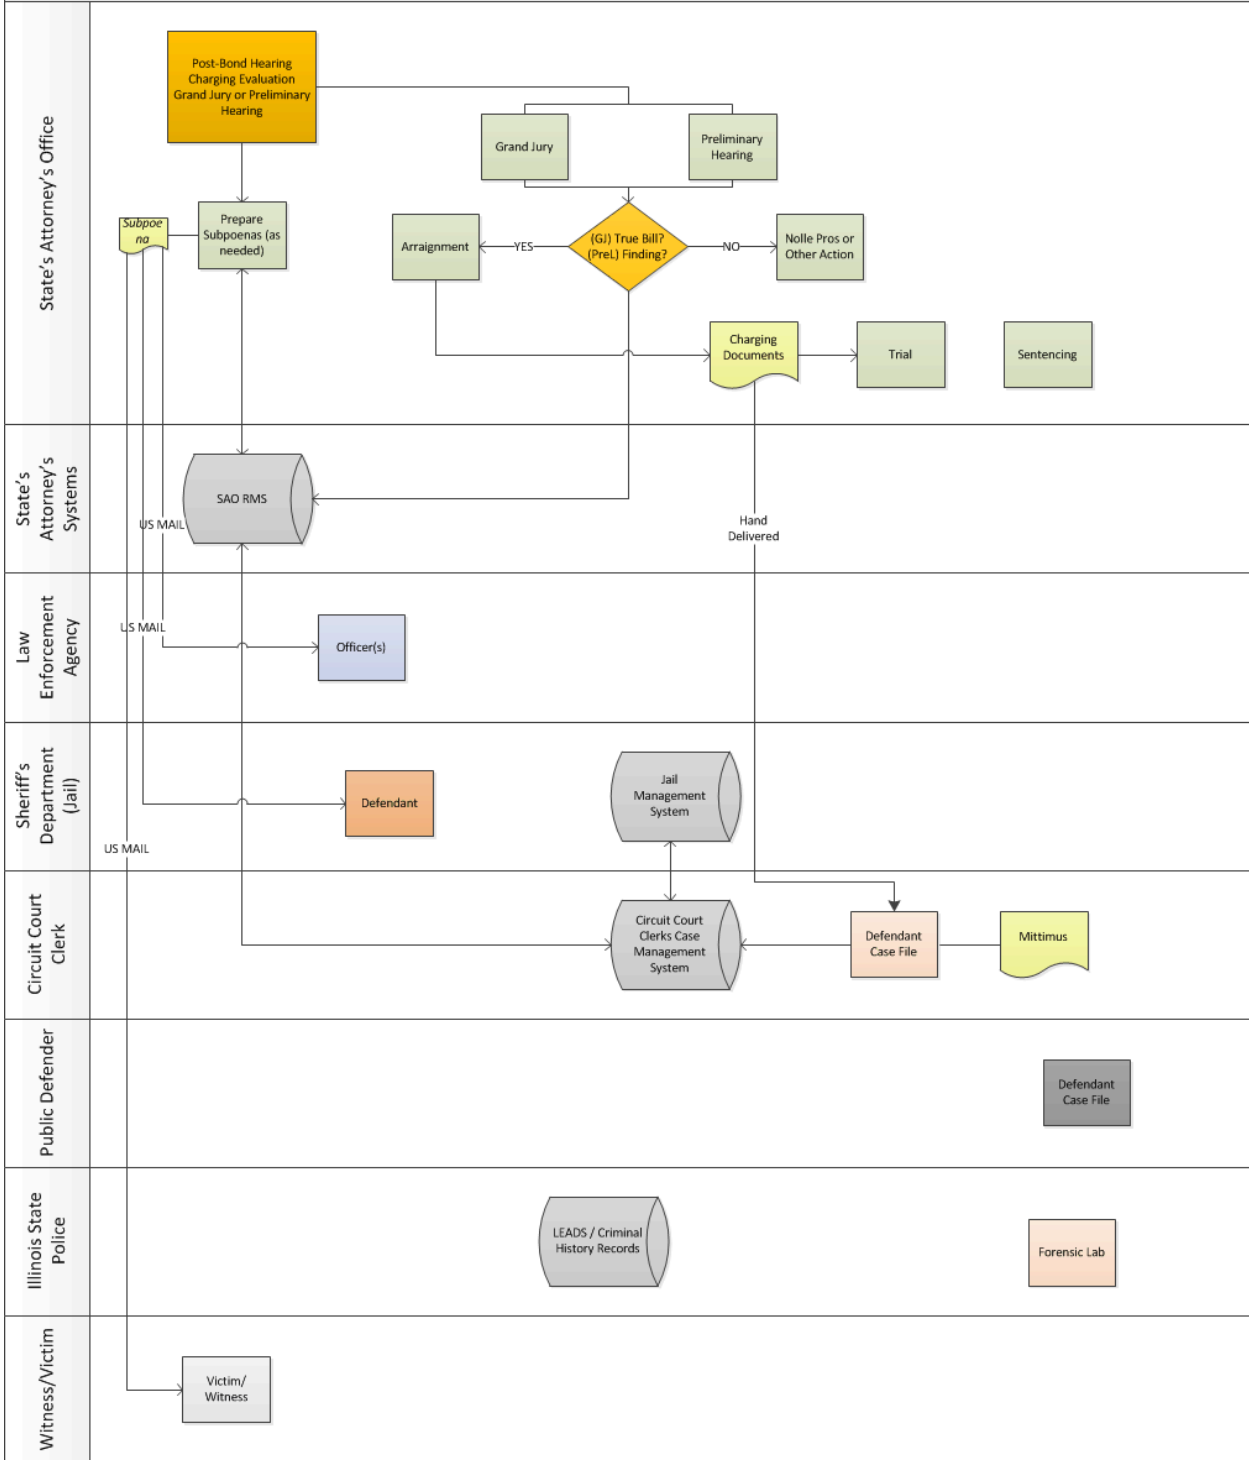 State's Attorney's Office
Post-Bond Hearing
Charging Evaluation
Grand Jury or Preliminary
Hearing
Grand Jury
Preliminary
Hearing
Subpoe
na
Prepare
Subpoenas (as
needed)
Arraignment
YES
(GJ) True Bill?
(PreL) Finding?
NO
Nolle Pros or
Other Action
Charging
Documents
Trial
Sentencing
State's
Attorney's
Systems
SAO RMS
US MAIL
Hand
Delivered
Law
Enforcement
Agency
US MAIL
Officer(s)
Sheriff's
Department
(Jail)
Defendant
Jail
Management
System
US MAIL
Circuit Court
Clerk
Circuit Court
Clerks Case
Management
System
Defendant
Case File
Mittimus
Public Defender
Defendant
Case File
Illinois State
Police
LEADS / Criminal
History Records
Forensic Lab
Witness/Victim
Victim/
Witness